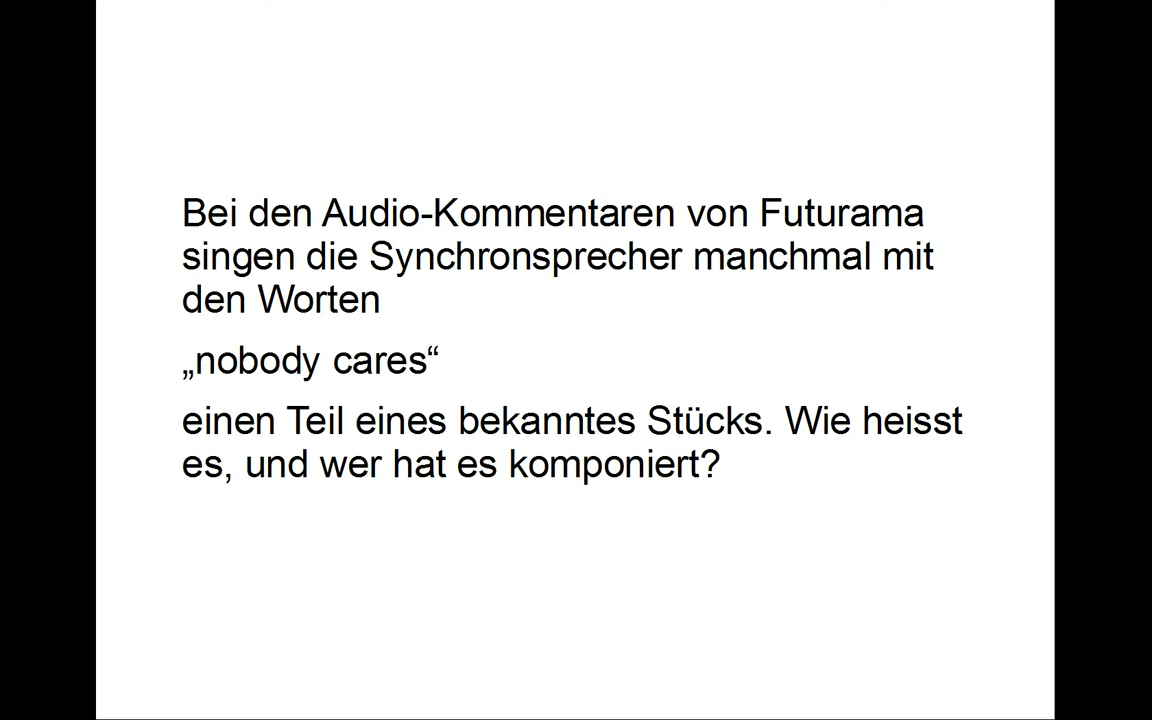 Bei den Audio-Kommentaren von Futurama
singen die Synchronsprecher manchmal mit
den Worten
„nobody cares“
einen Teil eines bekanntes Stücks. Wie heisst
es, und wer hat es komponiert?